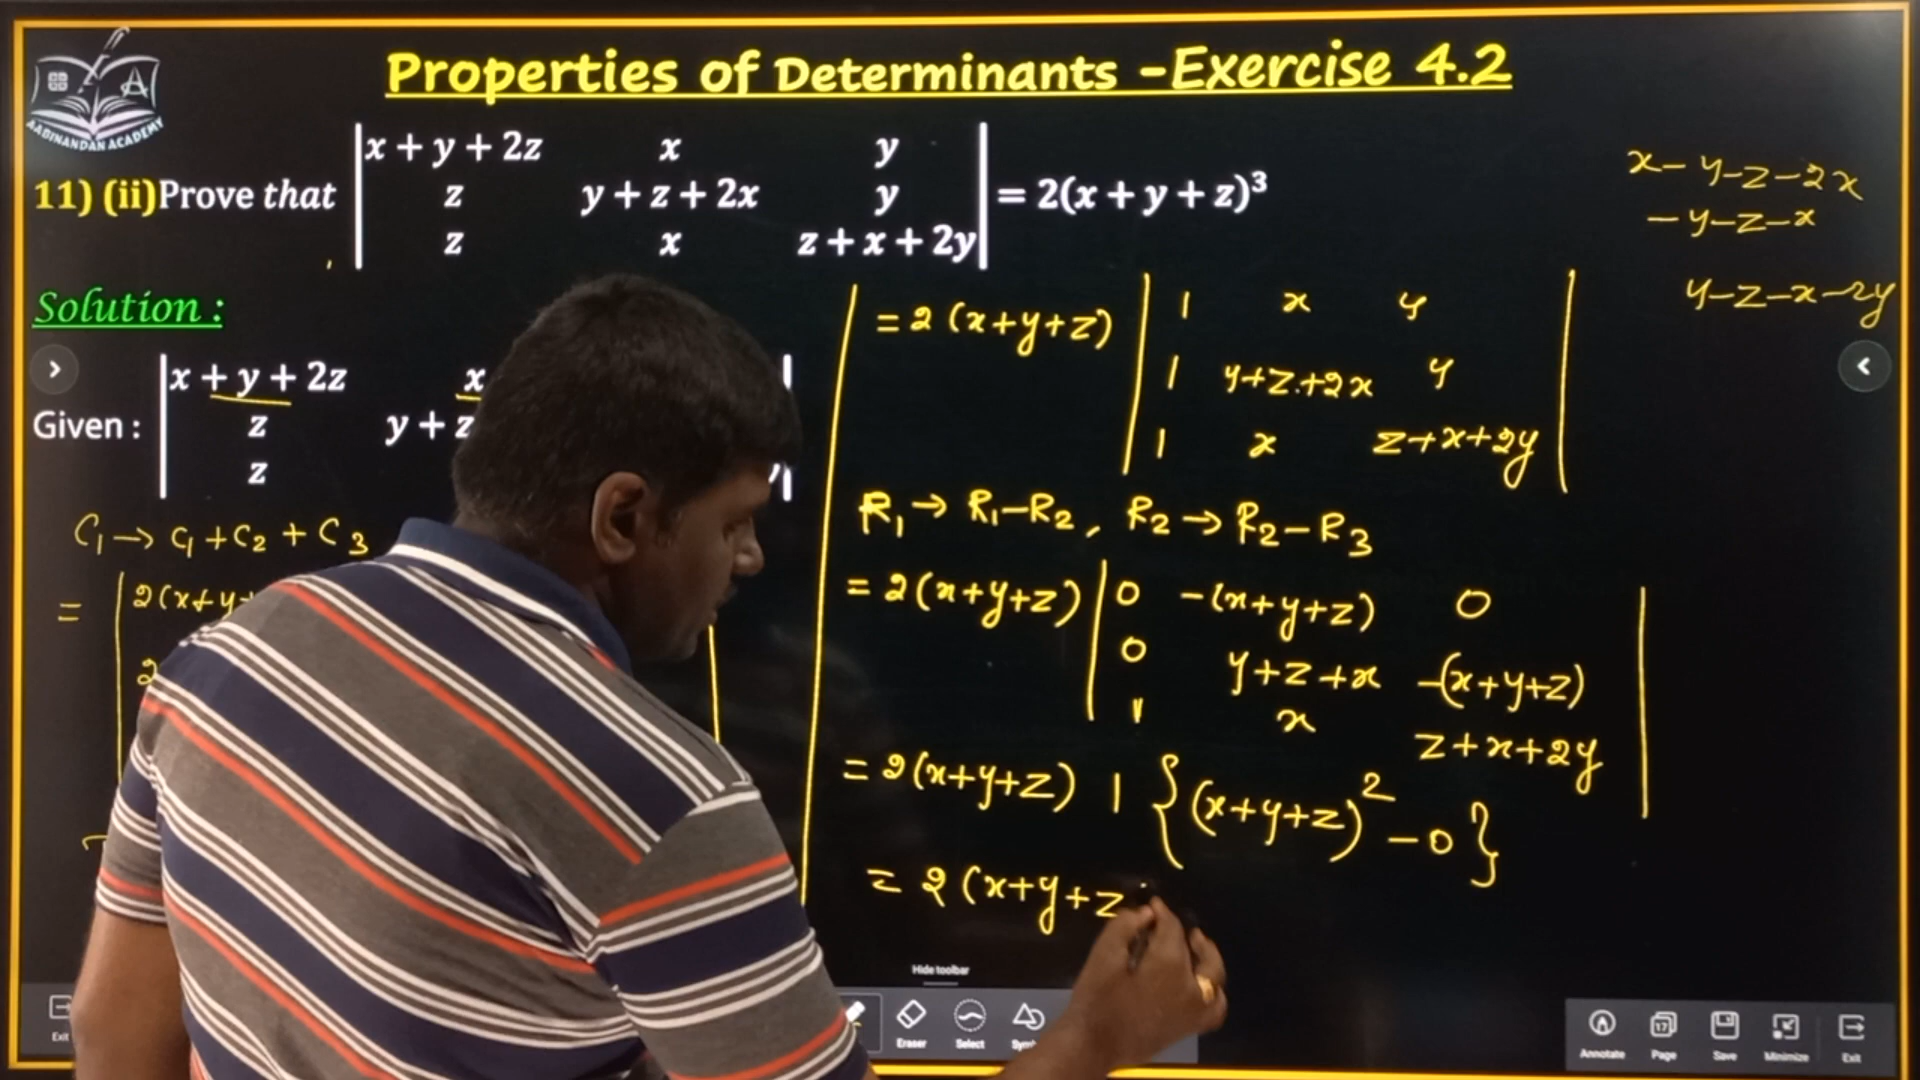 AADINANDAN ACADEMY
Properties of Determinants -Exercise 4.2
11) (ii)Prove that | x + y + 2z x y |
| z y + z + 2x y | = 2(x + y + z)³
| z x z + x + 2y |
Solution :
Given : | x + y + 2z x
z y + z
z
C₁ → C₁ + C₂ + C₃
= | 2(x+y+
2
= 2(x+y+z) | 1 x y |
| 1 y+z+2x y |
| 1 x z+x+2y |
R₁ → R₁-R₂, R₂ → R₂-R₃
= 2(x+y+z) | 0 -(x+y+z) 0 |
| 0 y+z+x -(x+y+z) |
| 1 x z+x+2y |
= 2(x+y+z) 1 {(x+y+z)² - 0}
= 2(x+y+z
x-y-z-2x
-y-z-x
y-z-x-2y
Hide toolbar
Exit
Eraser
Select
Annotate
17
Page
Save
Minimize
Exit